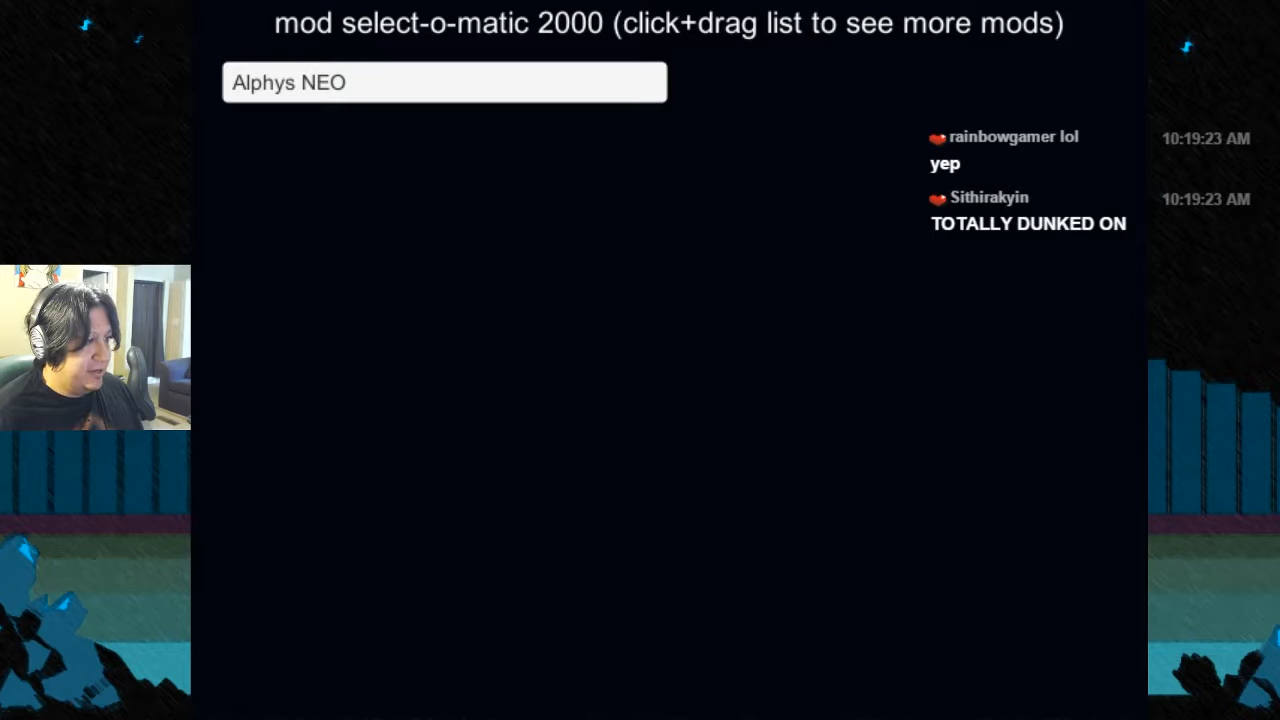 mod select-o-matic 2000 (click+drag list to see more mods)
Alphys NEO
rainbowgamer lol 10:19:23 AM
yep
Sithirakyin 10:19:23 AM
TOTALLY DUNKED ON